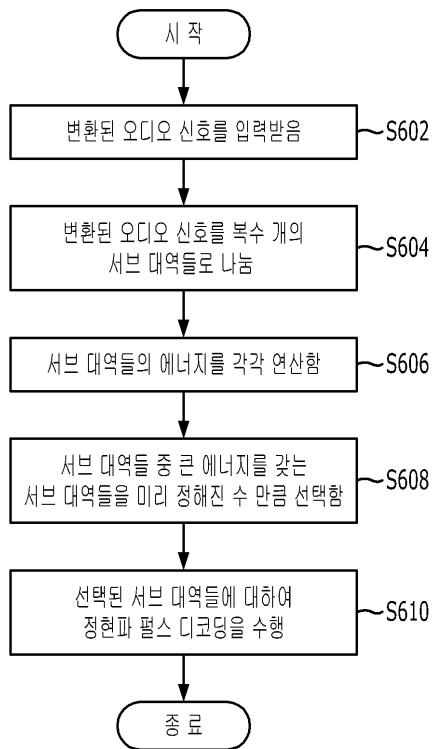 시 작
변환된 오디오 신호를 입력받음
S602
변환된 오디오 신호를 복수 개의
서브 대역들로 나눔
S604
서브 대역들의 에너지를 각각 연산함
S606
서브 대역들 중 큰 에너지를 갖는
서브 대역들을 미리 정해진 수 만큼 선택함
S608
선택된 서브 대역들에 대하여
정현파 펄스 디코딩을 수행
S610
종 료